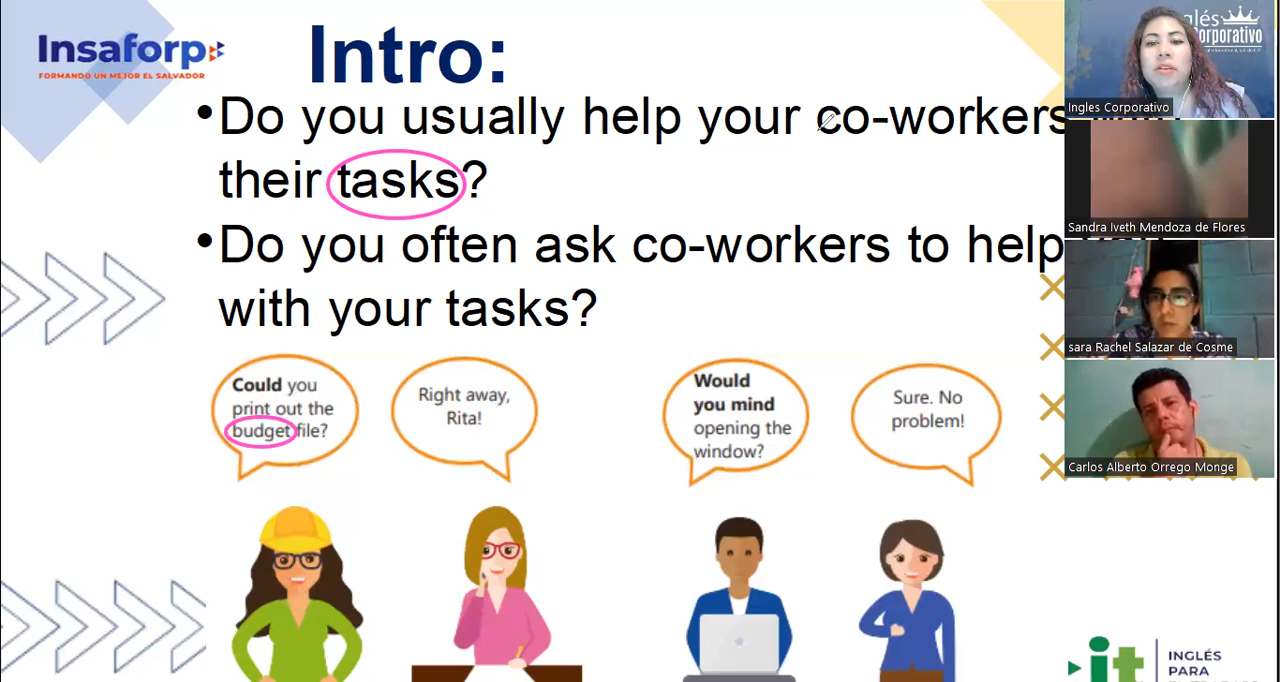 Insaforp
FORMANDO UN MEJOR EL SALVADOR
Intro:
• Do you usually help your co-workers
their tasks?
• Do you often ask co-workers to help
with your tasks?
Could you
print out the
budget file?
Right away,
Rita!
Would
you mind
opening the
window?
Sure. No
problem!
Corporativo
Ingles Corporativo
Sandra Iveth Mendoza de Flores
sara Rachel Salazar de Cosme
Carlos Alberto Orrego Monge
it
INGLÉS
PARA